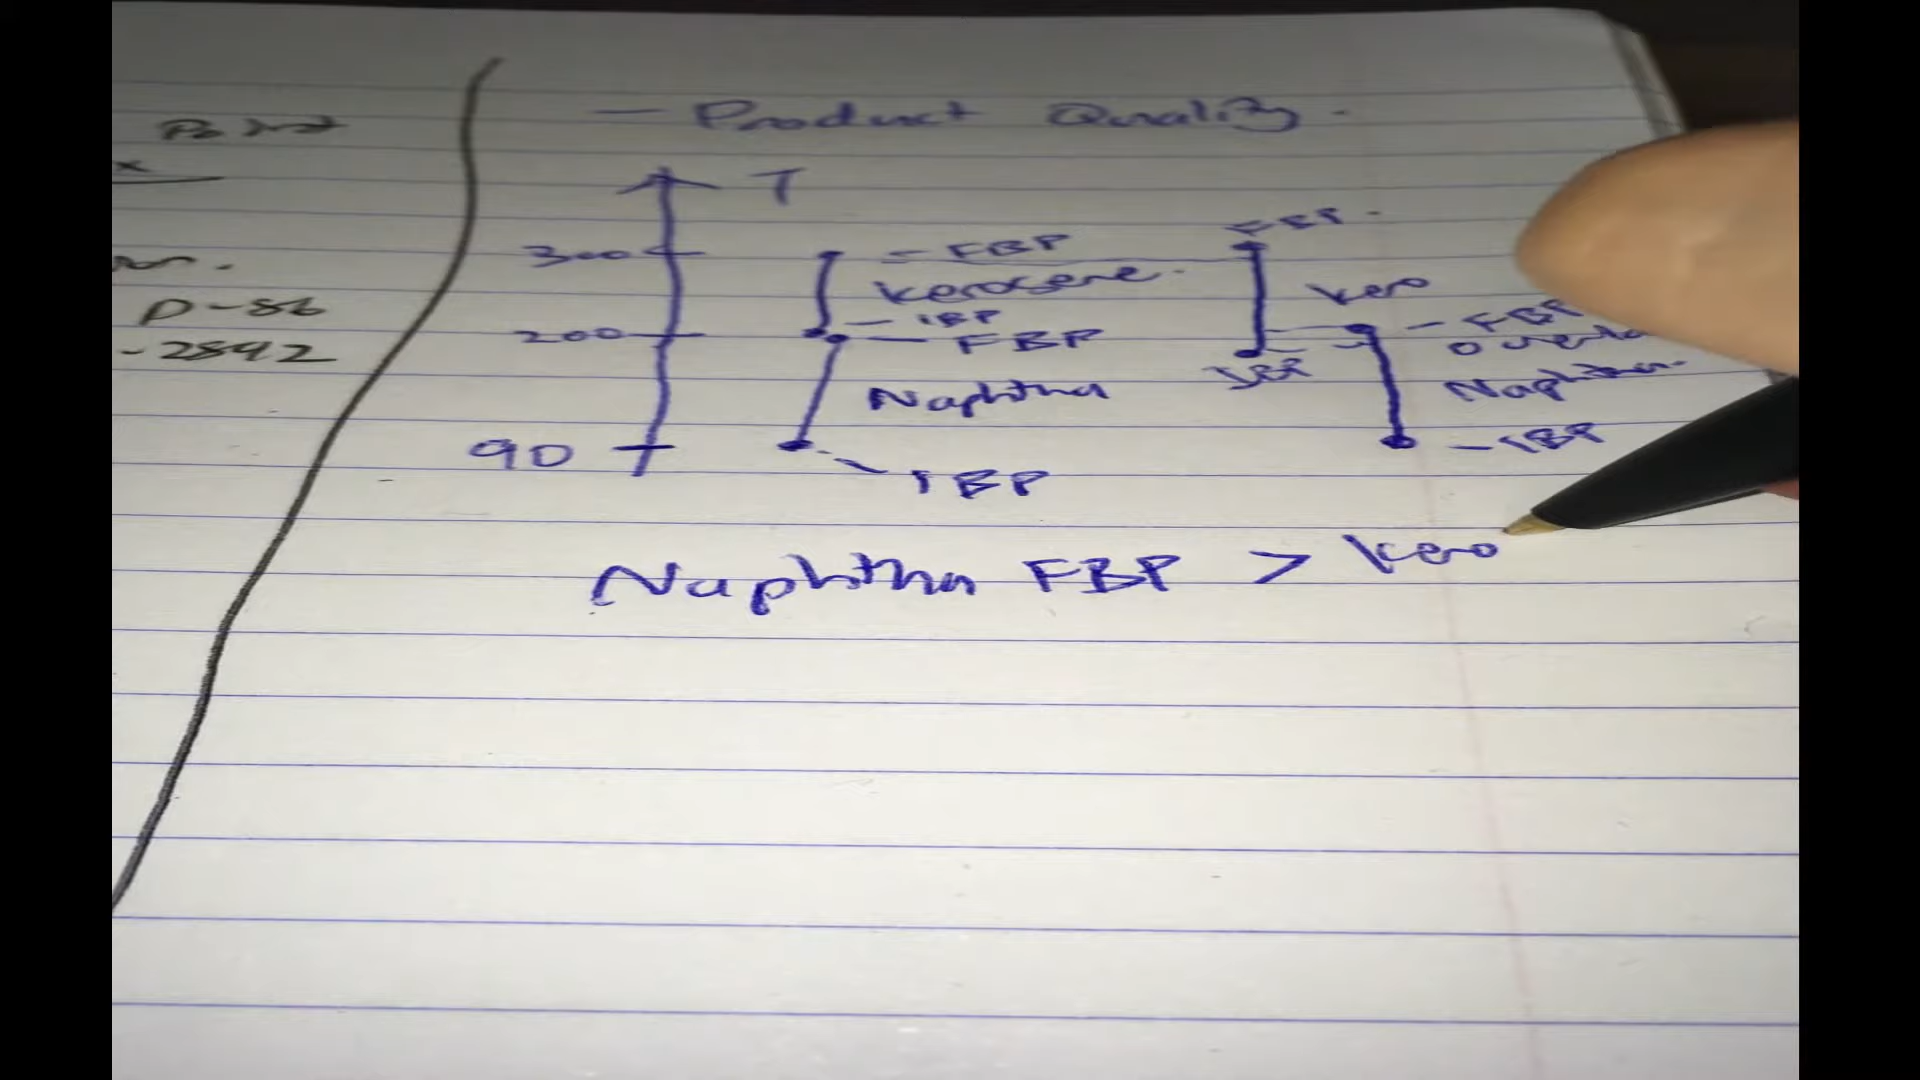 Point
x
D-86
-2892
- Product Quality.
T
300
- FBP
Kerosene.
- IBP
200
- FBP
Naphtha
90
- IBP
FBP.
Kero
- FBP
IBP
Naphtha.
- IBP
Naphtha FBP > Kero